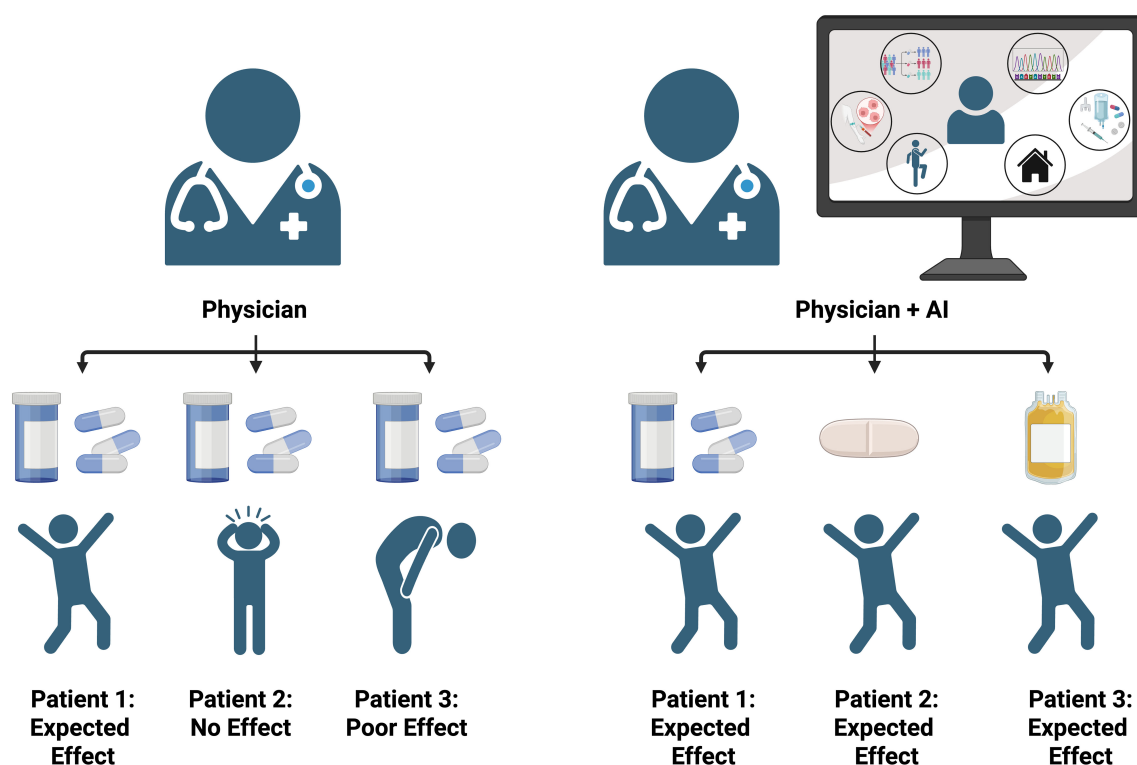 Physician
Physician + AI
Patient 1:
Expected
Effect
Patient 2:
No Effect
Patient 3:
Poor Effect
Patient 1:
Expected
Effect
Patient 2:
Expected
Effect
Patient 3:
Expected
Effect